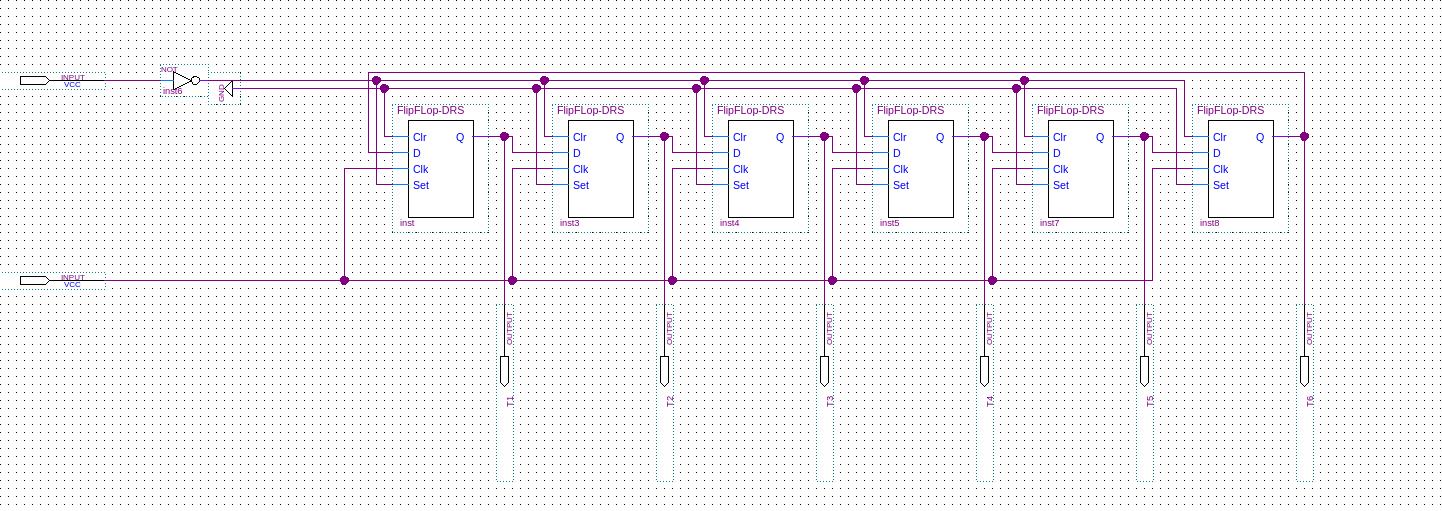 NOT
INPUT
VCC
inst6
GND
FlipFLop-DRS
Clr Q
D
Clk
Set
inst
FlipFLop-DRS
Clr Q
D
Clk
Set
inst3
FlipFLop-DRS
Clr Q
D
Clk
Set
inst4
FlipFLop-DRS
Clr Q
D
Clk
Set
inst5
FlipFLop-DRS
Clr Q
D
Clk
Set
inst7
FlipFLop-DRS
Clr Q
D
Clk
Set
inst8
INPUT
VCC
OUTPUT
T1
OUTPUT
T2
OUTPUT
T3
OUTPUT
T4
OUTPUT
T5
OUTPUT
T6